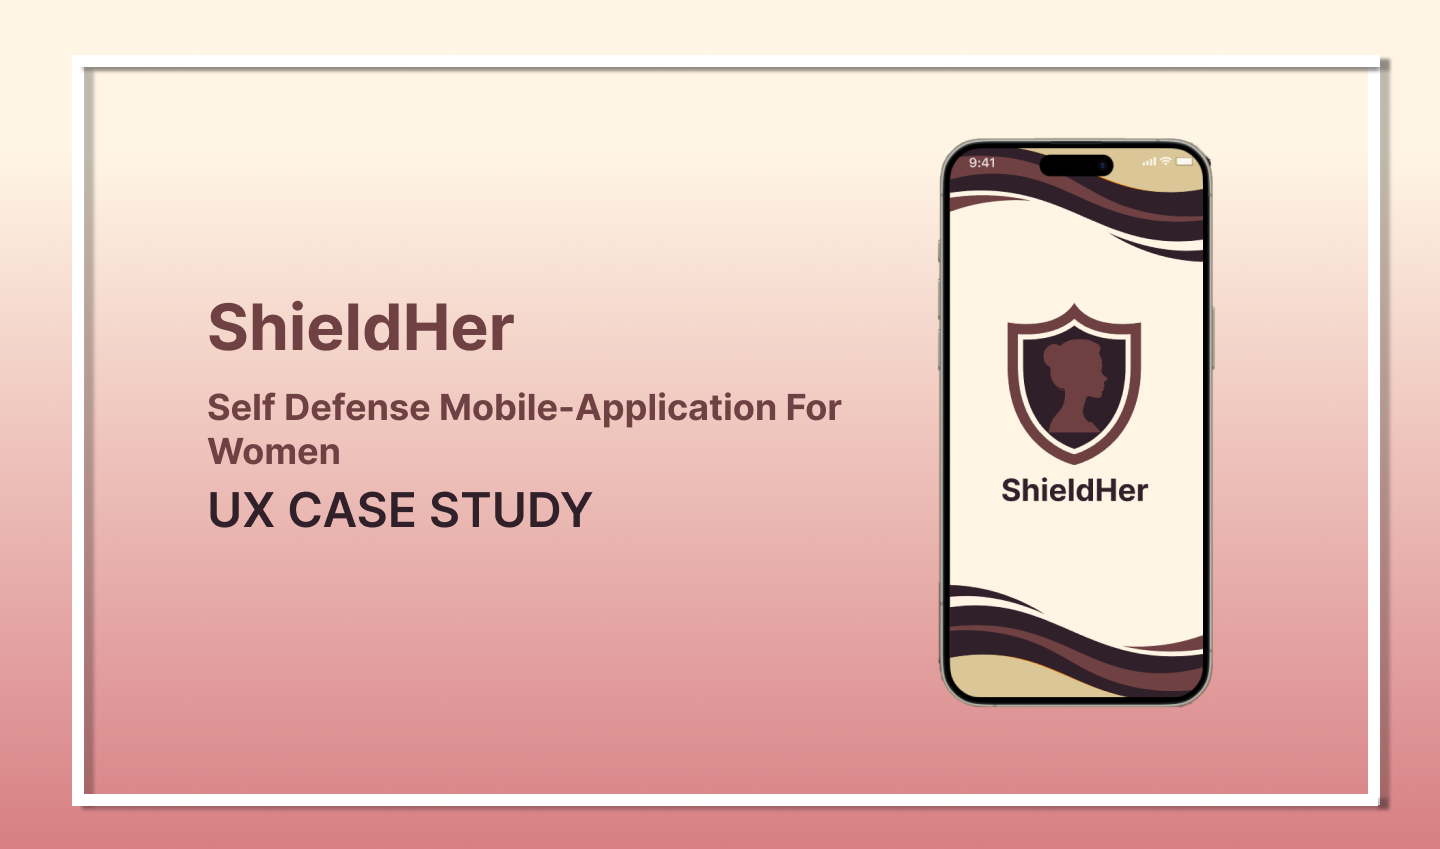 ShieldHer
Self Defense Mobile-Application For
Women
UX CASE STUDY
9:41
ShieldHer